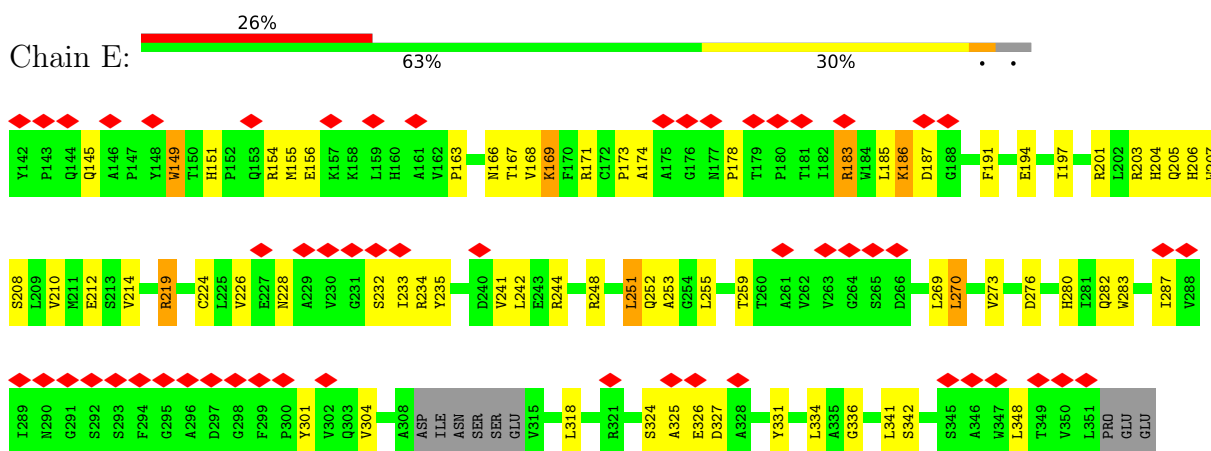 26%
Chain E:
63% 30% • •
Y142 P143 Q144 Q145 A146 P147 Y148 W149 T150 H151 P152 Q153 R154 M155 E156 K157 K158 L159 H160 A161 V162 P163 N166 T167 V168 K169 F170 R171 C172 P173 A174 A175 G176 N177 P178 T179 P180 T181 I182 R183 W184 L185 K186 D187 G188 F191 E194 I197 R201 L202 R203 H204 Q205 H206 W207
S208 L209 V210 M211 E212 S213 V214 R219 C224 L225 V226 E227 N228 A229 V230 G231 S232 I233 R234 Y235 D240 V241 L242 E243 R244 R248 L251 Q252 A253 G254 L255 T259 T260 A261 V262 V263 G264 S265 D266 L269 L270 V273 D276 H280 I281 Q282 W283 I287 V288
I289 N290 G291 S292 S293 F294 G295 A296 D297 G298 F299 P300 Y301 V302 Q303 V304 A308 ASP ILE ASN SER SER GLU V315 L318 R321 S324 A325 E326 D327 A328 Y331 L334 A335 G336 L341 S342 S345 A346 W347 L348 T349 V350 L351 PRO GLU GLU